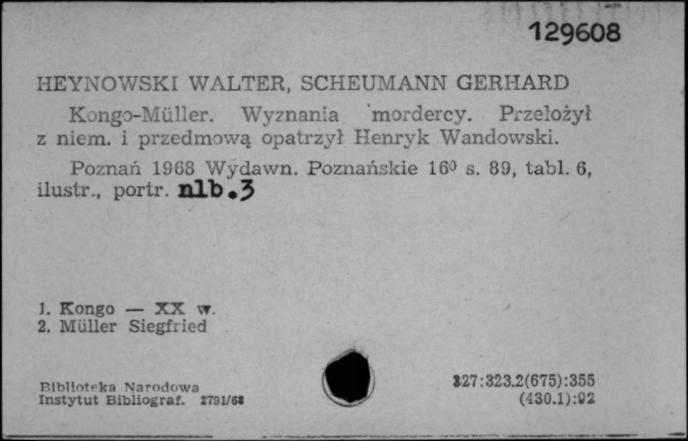 129608
HEYNOWSKI WALTER, SCHEUMANN GERHARD
Kongo-Müller. Wyznania mordercy. Przełożył
z niem. i przedmową opatrzył Henryk Wandowski.
Poznań 1968 Wydawn. Poznańskie 16⁰ s. 89, tabl. 6,
ilustr., portr. nlb.3
1. Kongo — XX w.
2. Müller Siegfried
Biblioteka Narodowa
Instytut Bibliograf. 2791/68
327:323.2(675):355
(430.1):92